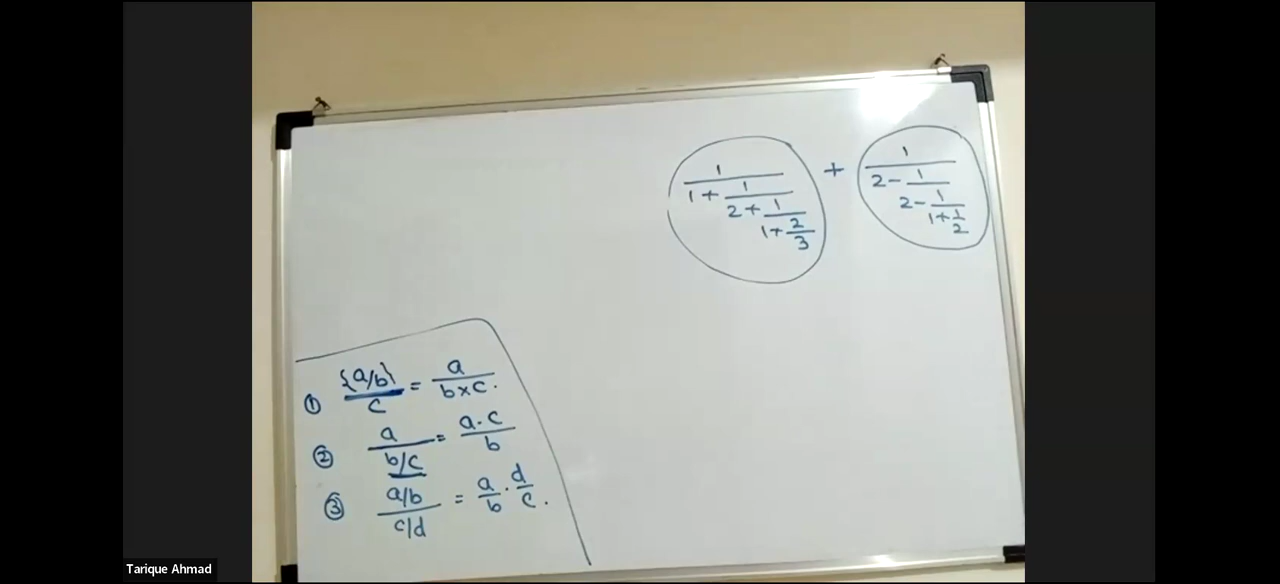 1 / (1 + 1 / (2 + 1 / (1 + 2/3))) + 1 / (2 - 1 / (2 - 1 / (1 + 1/2)))
① {a/b} / c = a / b×c.
② a / b/c = a·c / b
③ a/b / c/d = a/b · d/c.
Tarique Ahmad